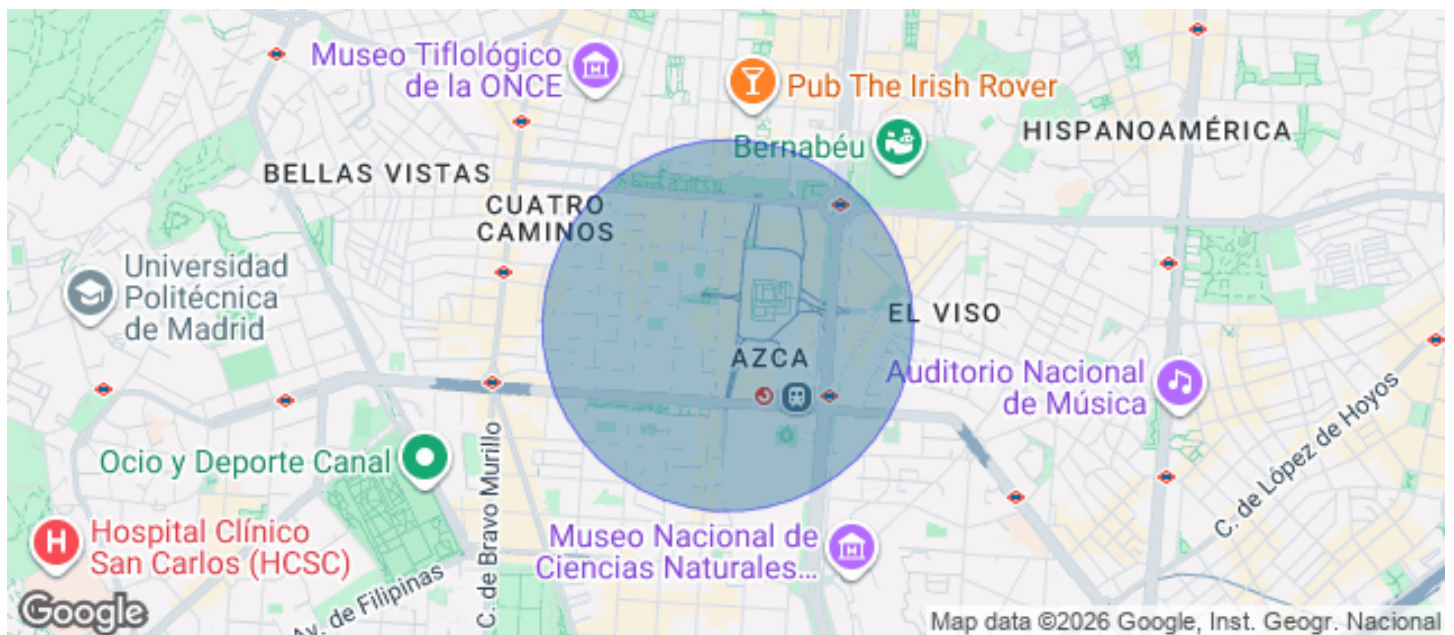 Museo Tiflológico
de la ONCE
Pub The Irish Rover
Bernabéu
HISPANOAMÉRICA
BELLAS VISTAS
CUATRO
CAMINOS
Universidad
Politécnica
de Madrid
EL VISO
AZCA
Auditorio Nacional
de Música
Ocio y Deporte Canal
C. de Bravo Murillo
C. de López de Hoyos
H
Hospital Clínico
San Carlos (HCSC)
Museo Nacional de
Ciencias Naturales...
Av. de Filipinas
Google
Map data ©2026 Google, Inst. Geogr. Nacional